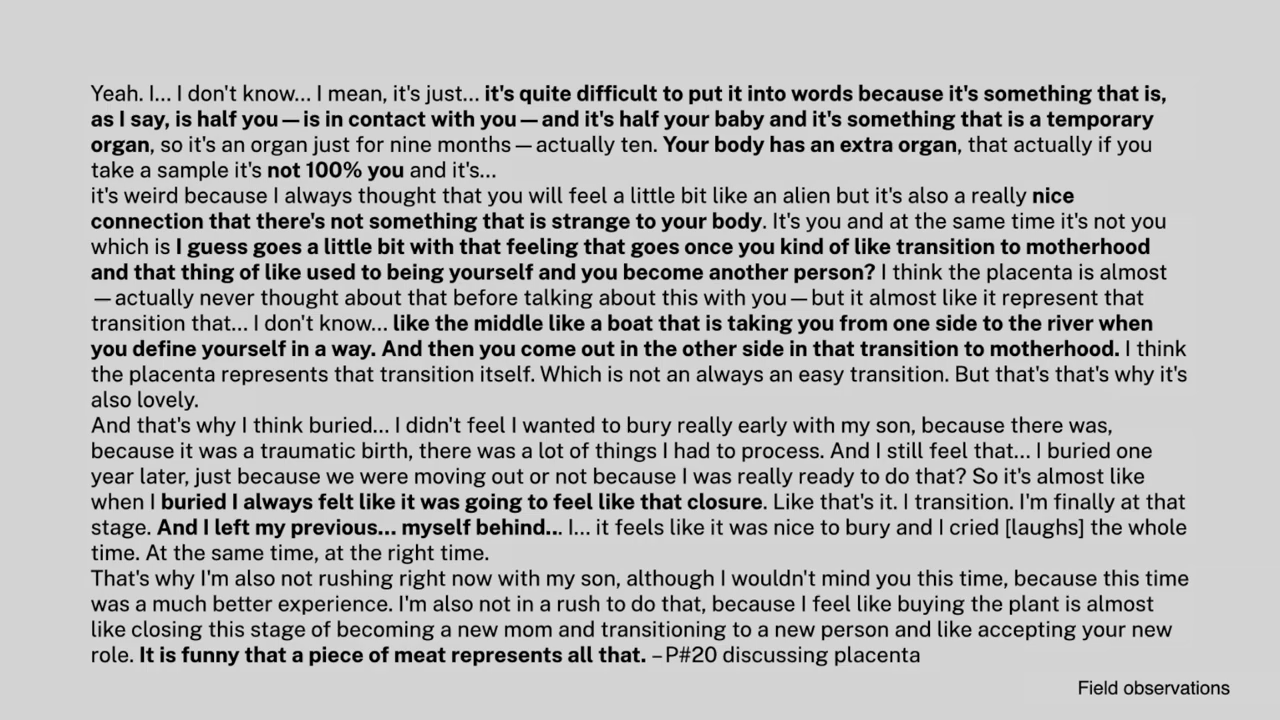 Yeah. I... I don't know... I mean, it's just... it's quite difficult to put it into words because it's something that is,
as I say, is half you — is in contact with you — and it's half your baby and it's something that is a temporary
organ, so it's an organ just for nine months — actually ten. Your body has an extra organ, that actually if you
take a sample it's not 100% you and it's...
it's weird because I always thought that you will feel a little bit like an alien but it's also a really nice
connection that there's not something that is strange to your body. It's you and at the same time it's not you
which is I guess goes a little bit with that feeling that goes once you kind of like transition to motherhood
and that thing of like used to being yourself and you become another person? I think the placenta is almost
— actually never thought about that before talking about this with you — but it almost like it represent that
transition that... I don't know... like the middle like a boat that is taking you from one side to the river when
you define yourself in a way. And then you come out in the other side in that transition to motherhood. I think
the placenta represents that transition itself. Which is not an always an easy transition. But that's that's why it's
also lovely.
And that's why I think buried... I didn't feel I wanted to bury really early with my son, because there was,
because it was a traumatic birth, there was a lot of things I had to process. And I still feel that... I buried one
year later, just because we were moving out or not because I was really ready to do that? So it's almost like
when I buried I always felt like it was going to feel like that closure. Like that's it. I transition. I'm finally at that
stage. And I left my previous... myself behind... I... it feels like it was nice to bury and I cried [laughs] the whole
time. At the same time, at the right time.
That's why I'm also not rushing right now with my son, although I wouldn't mind you this time, because this time
was a much better experience. I'm also not in a rush to do that, because I feel like buying the plant is almost
like closing this stage of becoming a new mom and transitioning to a new person and like accepting your new
role. It is funny that a piece of meat represents all that. – P#20 discussing placenta
Field observations